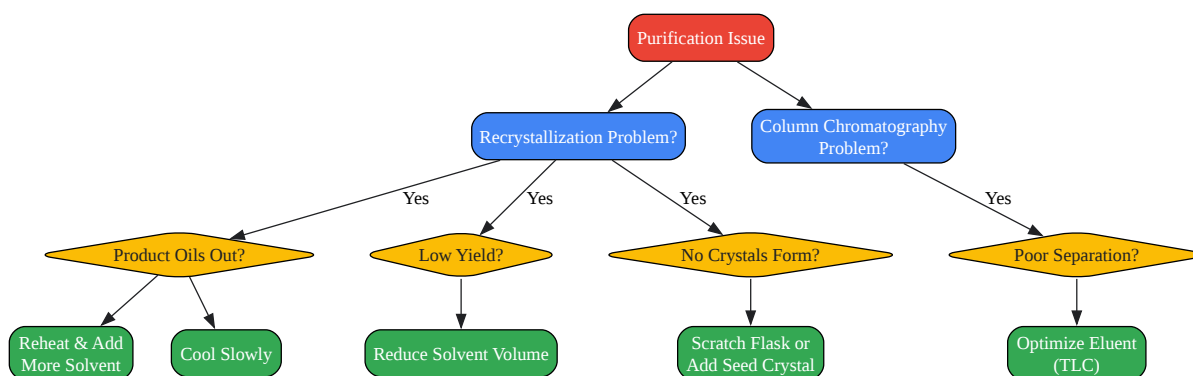 Purification Issue
Recrystallization Problem?
Column Chromatography
Problem?
Yes
Yes
Yes
Yes
Product Oils Out?
Low Yield?
No Crystals Form?
Poor Separation?
Reheat & Add
More Solvent
Cool Slowly
Reduce Solvent Volume
Scratch Flask or
Add Seed Crystal
Optimize Eluent
(TLC)